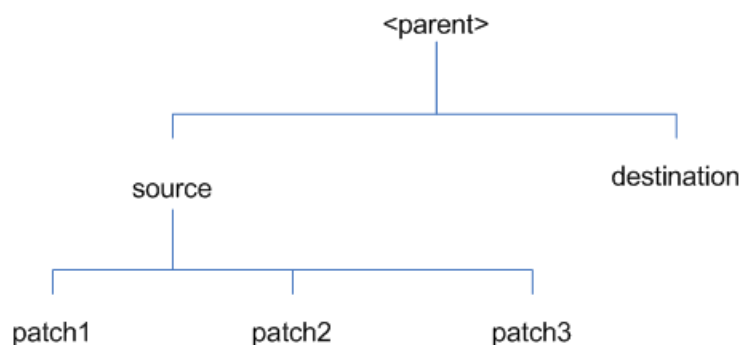 <parent>
destination
source
patch1 patch2 patch3